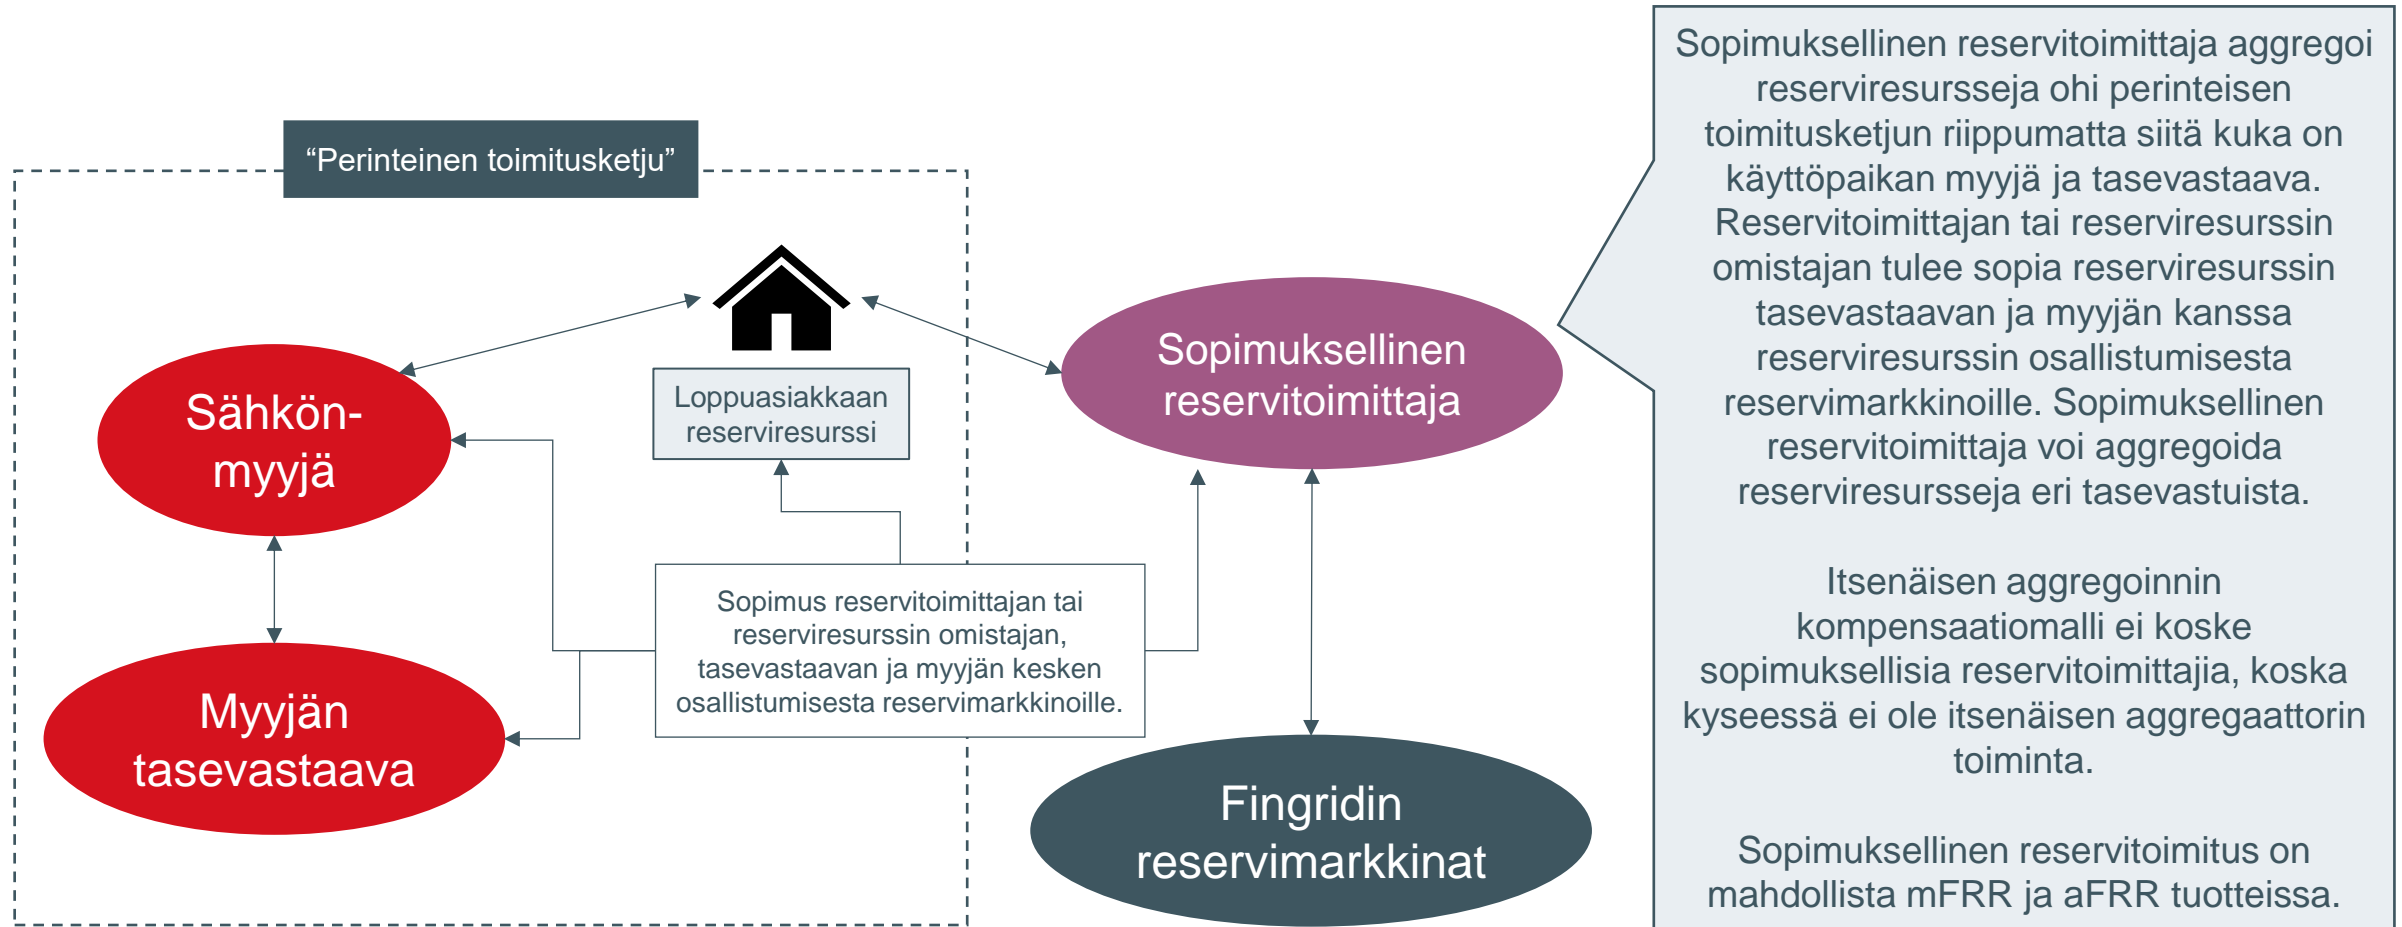 “Perinteinen toimitusketju”
Loppuasiakkaan
reserviresurssi
Sähkön-
myyjä
Myyjän
tasevastaava
Sopimus reservitoimittajan tai
reserviresurssin omistajan,
tasevastaavan ja myyjän kesken
osallistumisesta reservimarkkinoille.
Sopimuksellinen
reservitoimittaja
Fingridin
reservimarkkinat
Sopimuksellinen reservitoimittaja aggregoi
reserviresursseja ohi perinteisen
toimitusketjun riippumatta siitä kuka on
käyttöpaikan myyjä ja tasevastaava.
Reservitoimittajan tai reserviresurssin
omistajan tulee sopia reserviresurssin
tasevastaavan ja myyjän kanssa
reserviresurssin osallistumisesta
reservimarkkinoille. Sopimuksellinen
reservitoimittaja voi aggregoida
reserviresursseja eri tasevastuista.
Itsenäisen aggregoinnin
kompensaatiomalli ei koske
sopimuksellisia reservitoimittajia, koska
kyseessä ei ole itsenäisen aggregaattorin
toiminta.
Sopimuksellinen reservitoimitus on
mahdollista mFRR ja aFRR tuotteissa.